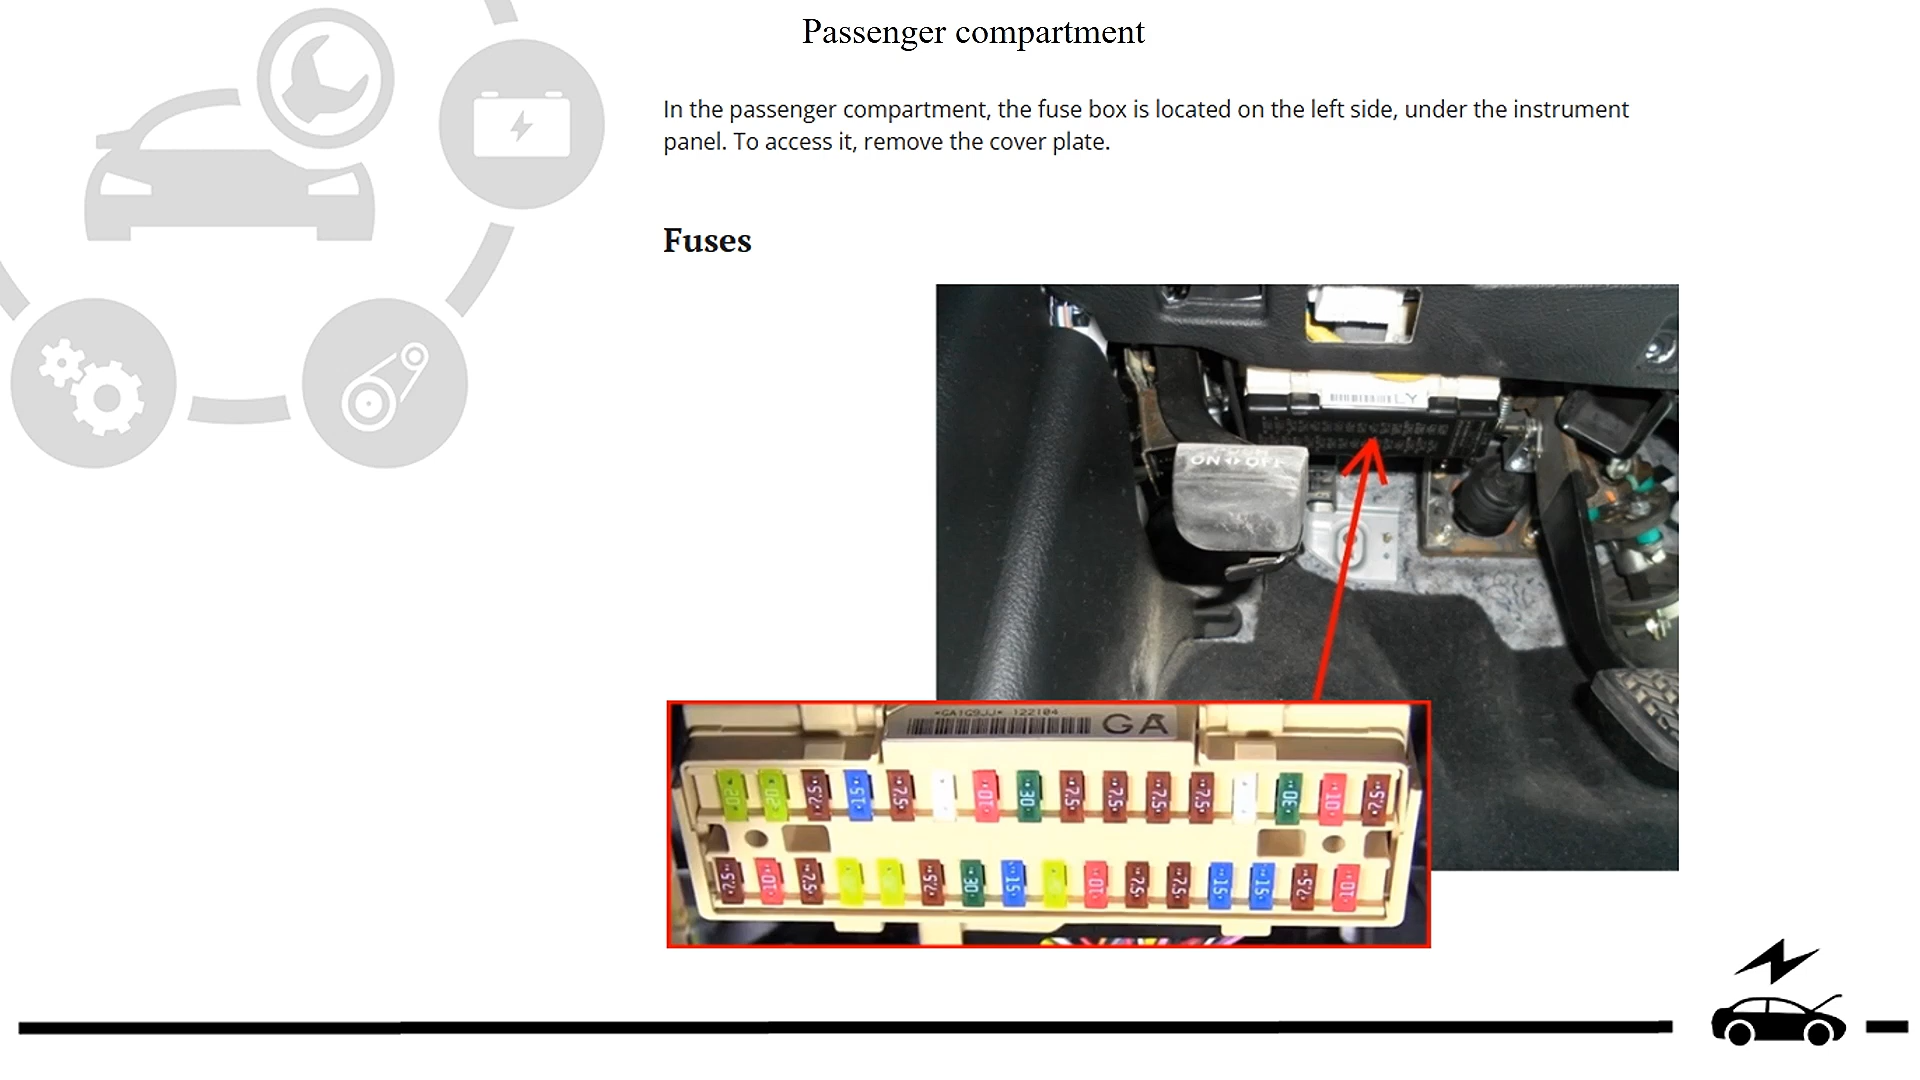 Passenger compartment
In the passenger compartment, the fuse box is located on the left side, under the instrument
panel. To access it, remove the cover plate.
Fuses
LY
ON OFF
*GA1G9JJ* 122104
GA
20 20 7.5 15 7.5 10 30 7.5 7.5 7.5 7.5 30 10 7.5
7.5 10 7.5 7.5 30 15 10 7.5 7.5 15 15 7.5 10